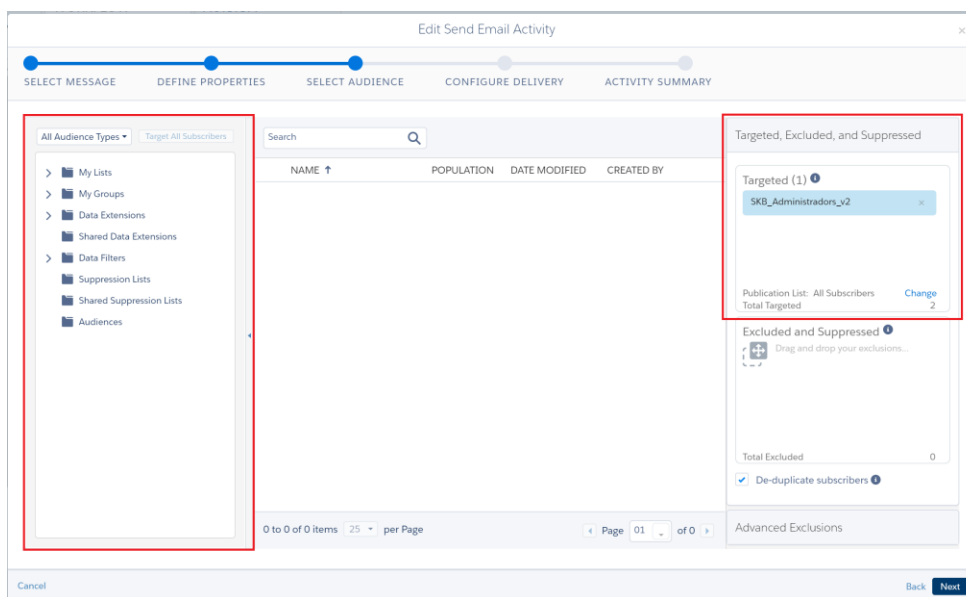 Edit Send Email Activity
SELECT MESSAGE DEFINE PROPERTIES SELECT AUDIENCE CONFIGURE DELIVERY ACTIVITY SUMMARY
All Audience Types Target All Subscribers
My Lists
My Groups
Data Extensions
Shared Data Extensions
Data Filters
Suppression Lists
Shared Suppression Lists
Audiences
Search
NAME POPULATION DATE MODIFIED CREATED BY
0 to 0 of 0 items 25 per Page
Page 01 of 0
Targeted, Excluded, and Suppressed
Targeted (1)
SKB_Administradors_v2
Publication List: All Subscribers Change
Total Targeted 2
Excluded and Suppressed
Drag and drop your exclusions...
Total Excluded 0
De-duplicate subscribers
Advanced Exclusions
Cancel Back Next